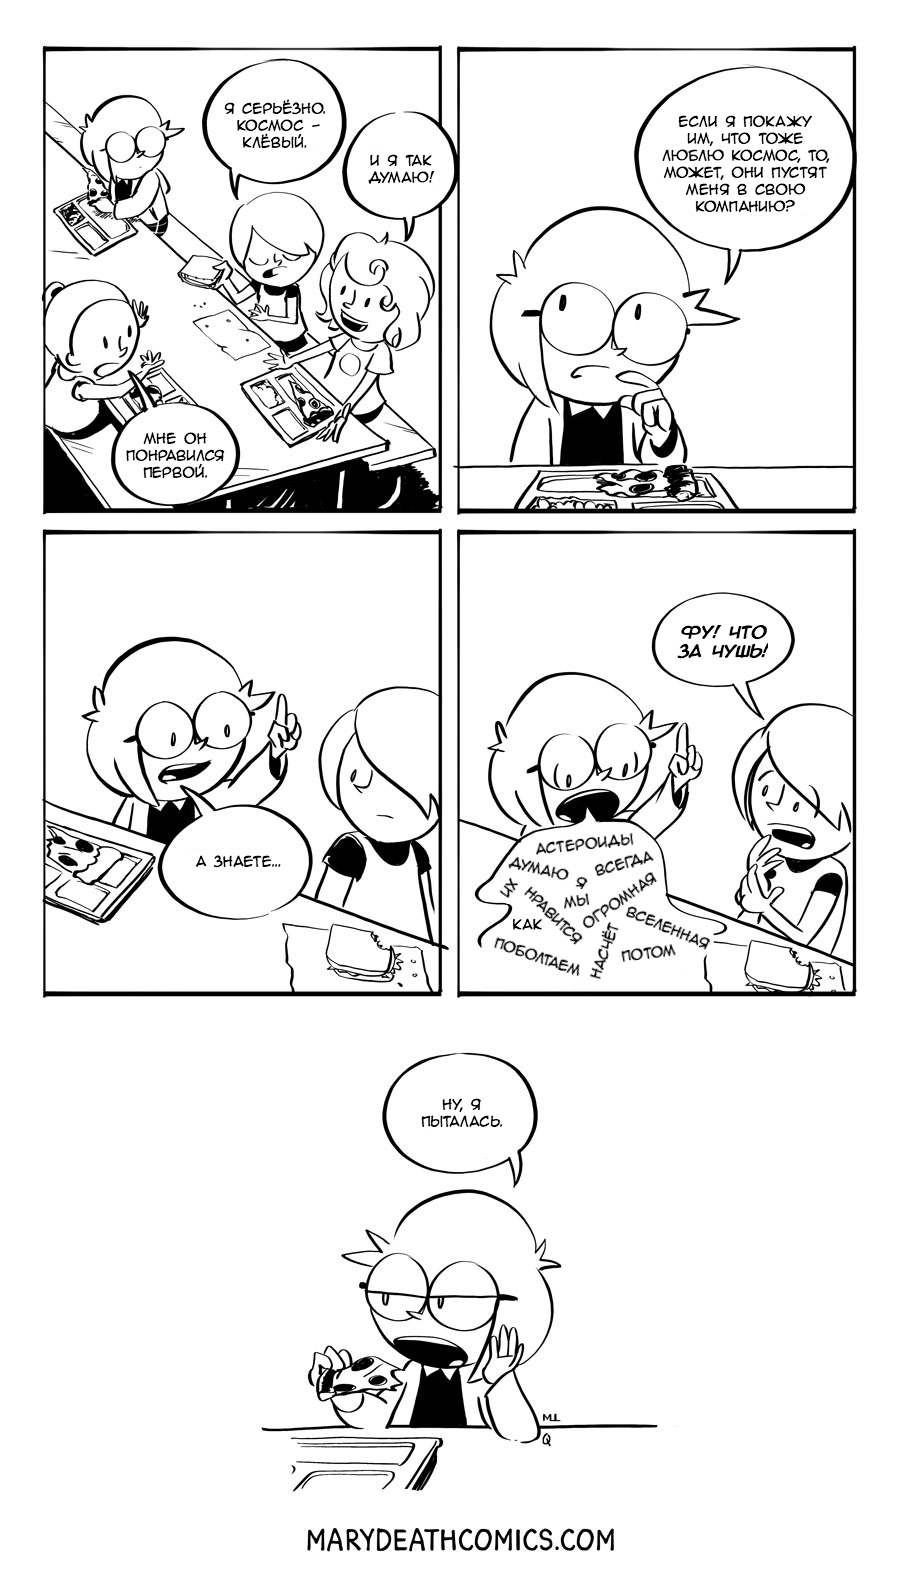 Я СЕРЬЁЗНО.
КОСМОС –
КЛЁВЫЙ.
И Я ТАК
ДУМАЮ!
МНЕ ОН
ПОНРАВИЛСЯ
ПЕРВОЙ.
ЕСЛИ Я ПОКАЖУ
ИМ, ЧТО ТОЖЕ
ЛЮБЛЮ КОСМОС, ТО,
МОЖЕТ, ОНИ ПУСТЯТ
МЕНЯ В СВОЮ
КОМПАНИЮ?
А ЗНАЕТЕ...
ФУ! ЧТО
ЗА ЧУШЬ!
АСТЕРОИДЫ
ДУМАЮ Я ВСЕГДА
ИХ НРАВИТСЯ МЫ ОГРОМНАЯ
КАК НАСЧЁТ ВСЕЛЕННАЯ
ПОБОЛТАЕМ ПОТОМ
НУ, Я
ПЫТАЛАСЬ.
MLL
Q
MARYDEATHCOMICS.COM